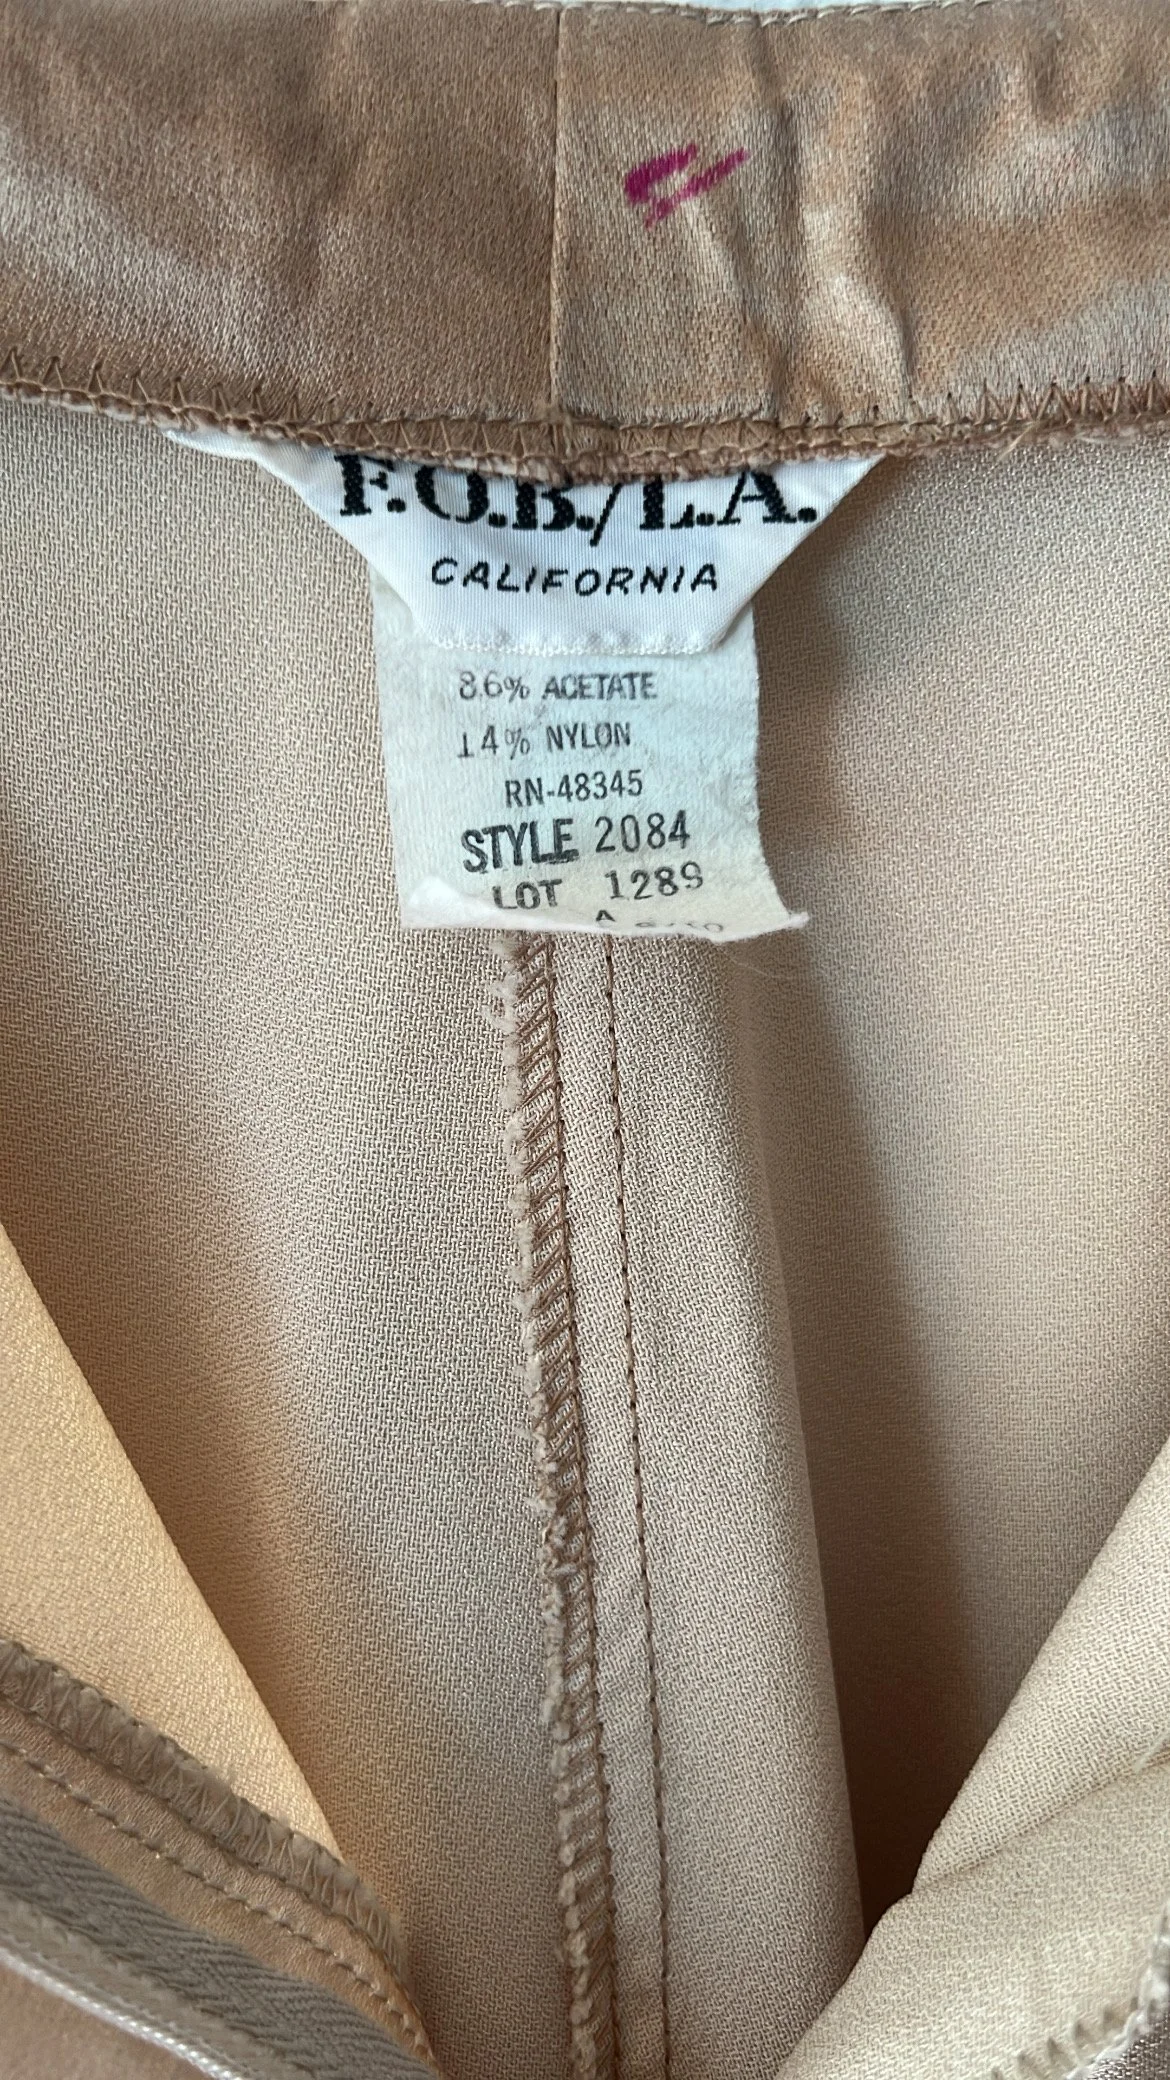 F.O.B./L.A.
CALIFORNIA
86% ACETATE
14% NYLON
RN-48345
STYLE 2084
LOT 1289